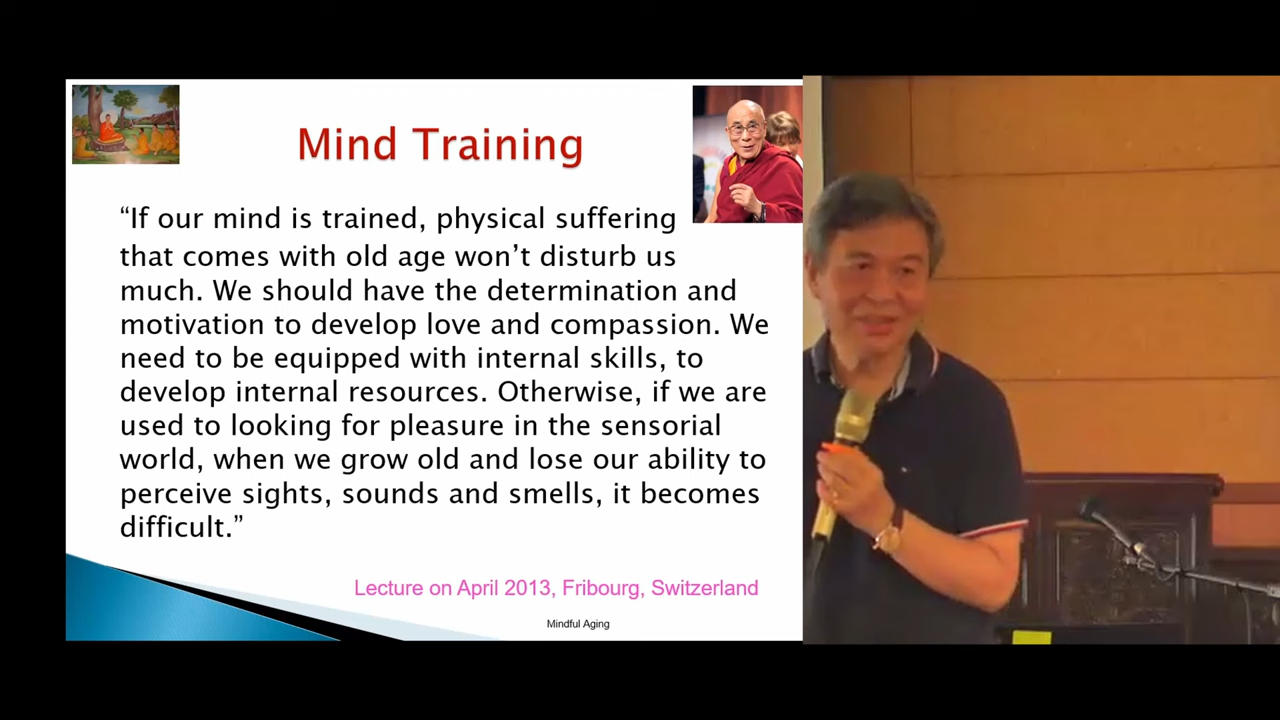 Mind Training
“If our mind is trained, physical suffering
that comes with old age won’t disturb us
much. We should have the determination and
motivation to develop love and compassion. We
need to be equipped with internal skills, to
develop internal resources. Otherwise, if we are
used to looking for pleasure in the sensorial
world, when we grow old and lose our ability to
perceive sights, sounds and smells, it becomes
difficult.”
Lecture on April 2013, Fribourg, Switzerland
Mindful Aging